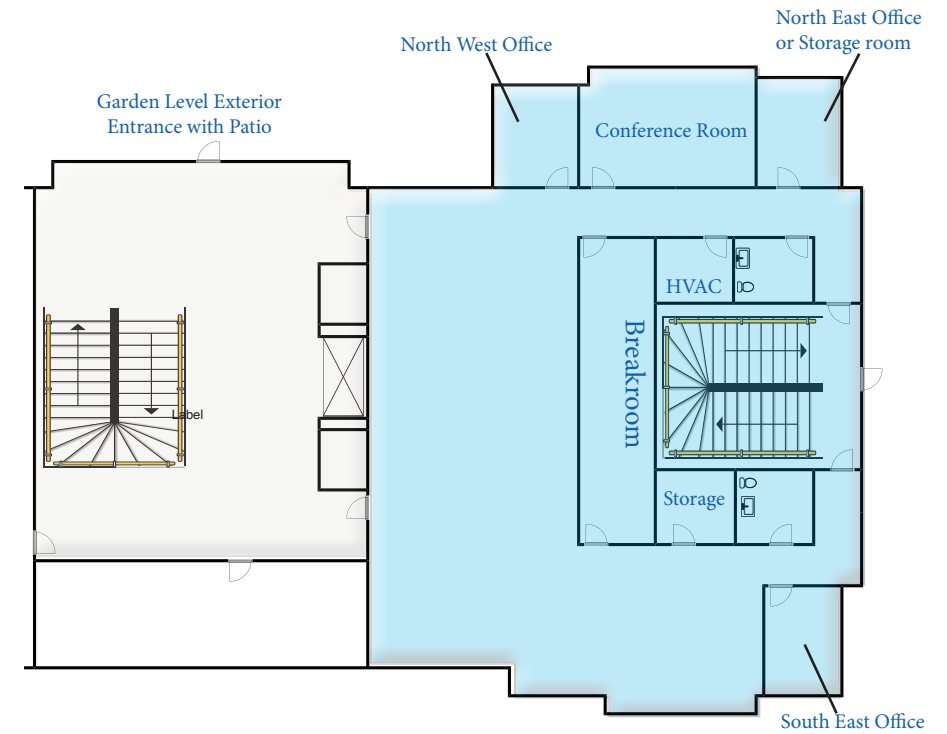 North East Office
or Storage room
North West Office
Garden Level Exterior
Entrance with Patio
Conference Room
HVAC
Breakroom
Label
Storage
South East Office